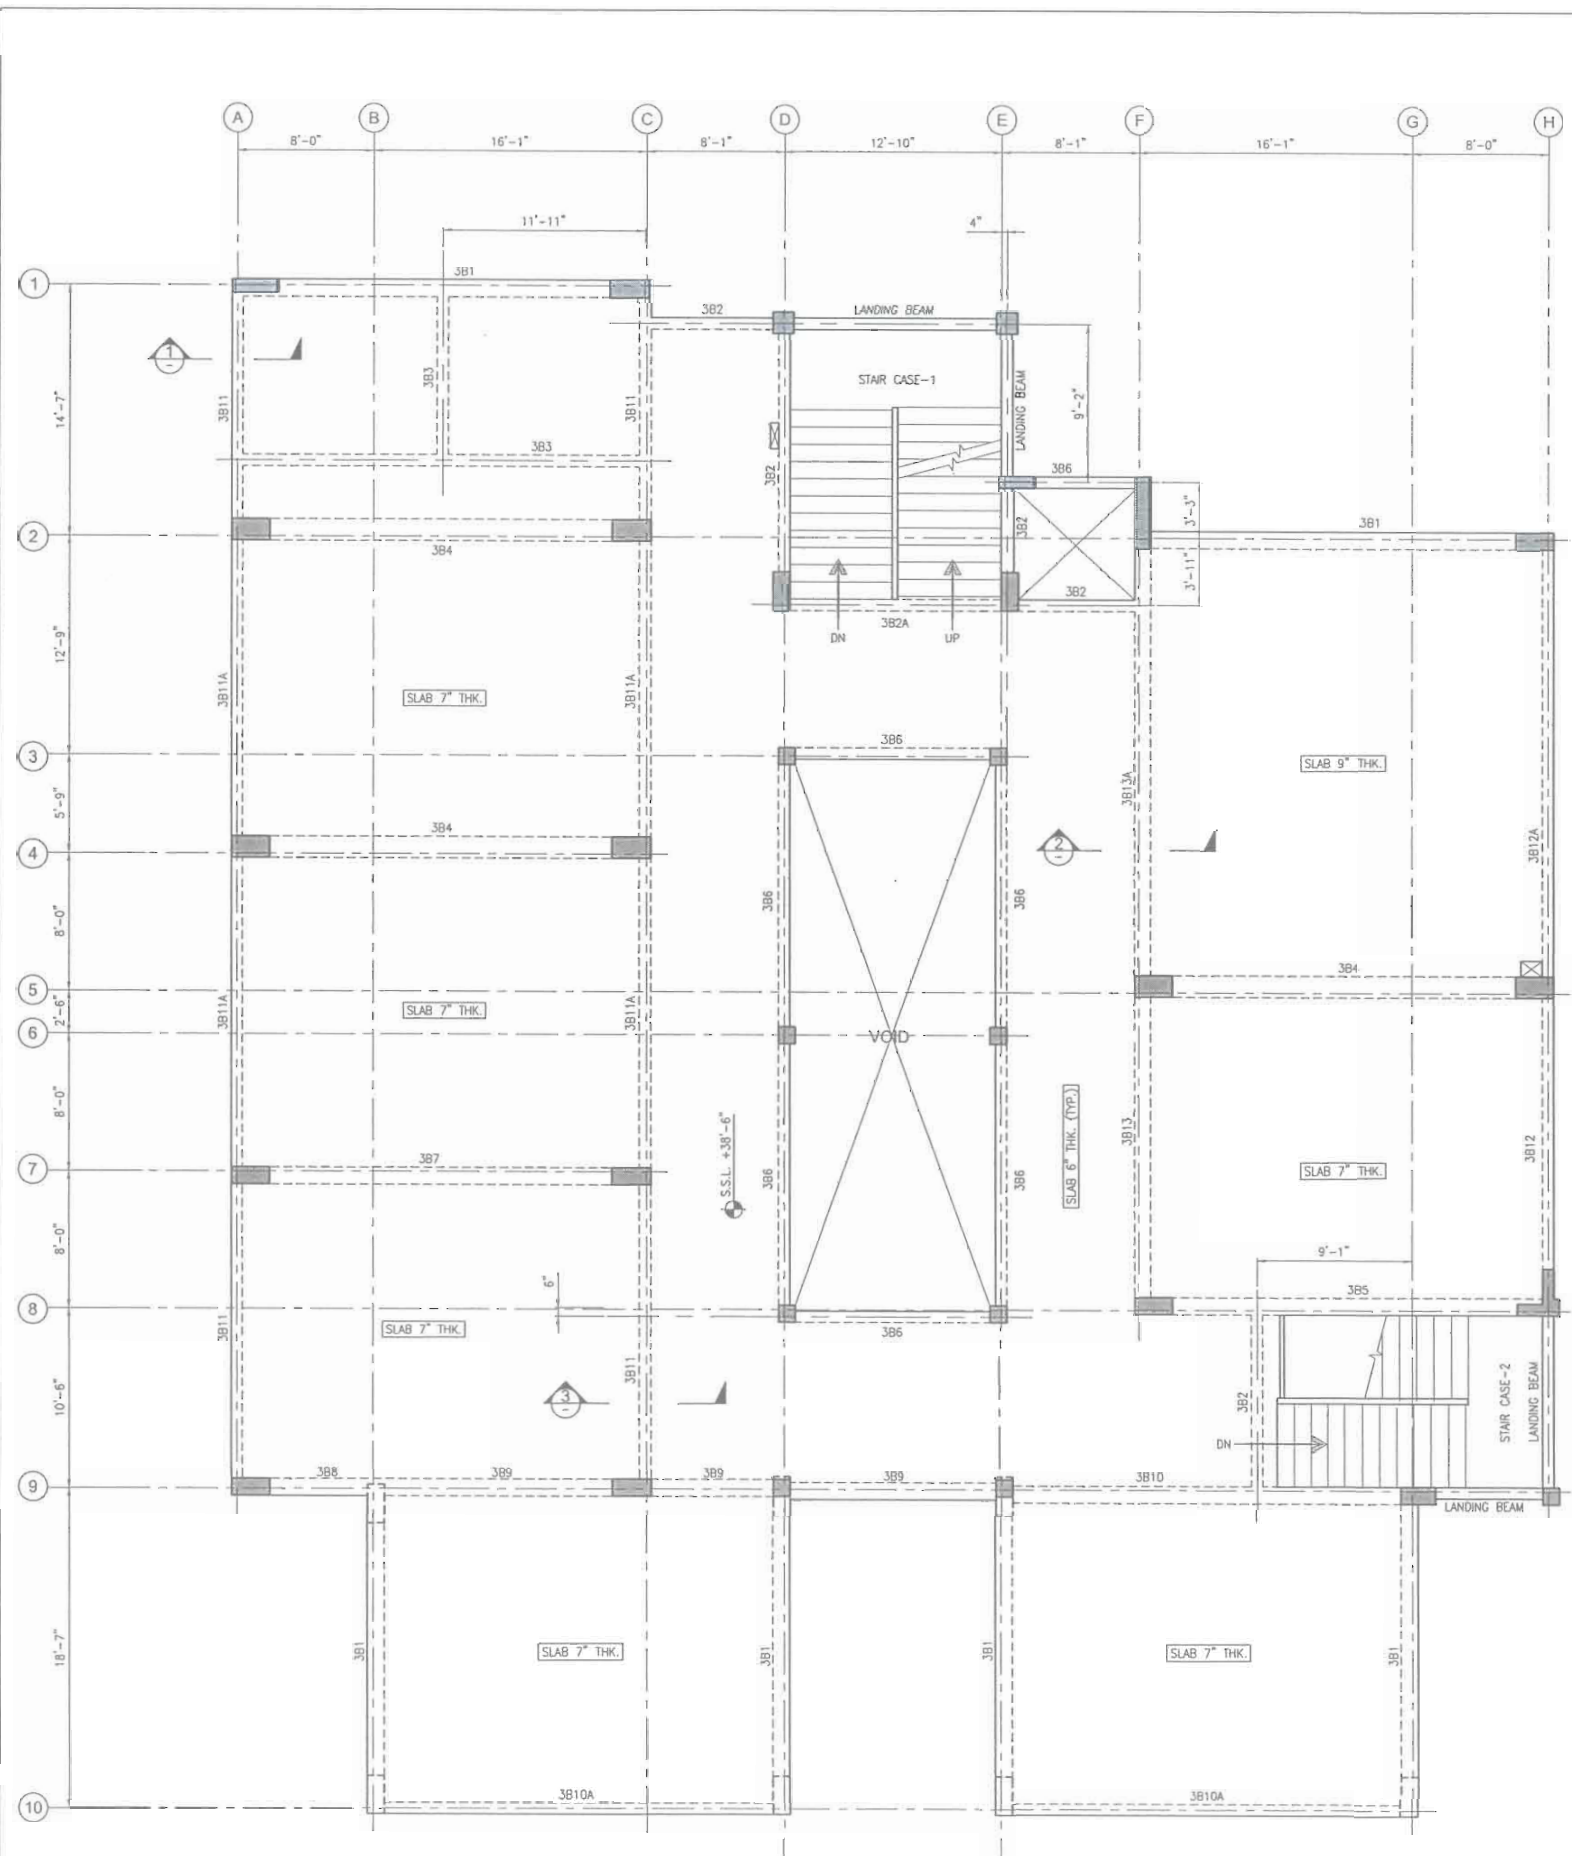 A B C D E F G H
8'-0" 16'-1" 8'-1" 12'-10" 8'-1" 16'-1" 8'-0"
11'-11" 4"
1 3B1
3B2 LANDING BEAM
1
-
STAIR CASE-1
3B3
3B11
3B11
LANDING BEAM
9'-2"
14'-7"
3B3
3B2
3B6
3B2
3'-3"
2
3B4
3B1
3'-11"
3B2
3B2A
DN UP
12'-9"
3B11A
SLAB 7" THK.
3B11A
3
3B6
SLAB 9" THK.
3B13A
5'-9"
3B4
4
2
-
3B12A
3B6
3B6
8'-0"
3B4
5
3B11A
SLAB 7" THK.
3B11A
2'-6"
6
VOID
8'-0"
SLAB 6" THK. (TYP.)
3B13
3B12
3B7
7
S.S.L. +38'-6"
3B6
3B6
SLAB 7" THK.
8'-0"
9'-1"
6"
3B5
8
3B11
SLAB 7" THK.
3B6
3B11
3
-
10'-6"
3B2
STAIR CASE-2
LANDING BEAM
DN
9
3B8 3B9 3B9 3B9 3B10
LANDING BEAM
18'-7"
3B1
SLAB 7" THK.
3B1
3B1
SLAB 7" THK.
3B1
10
3B10A 3B10A